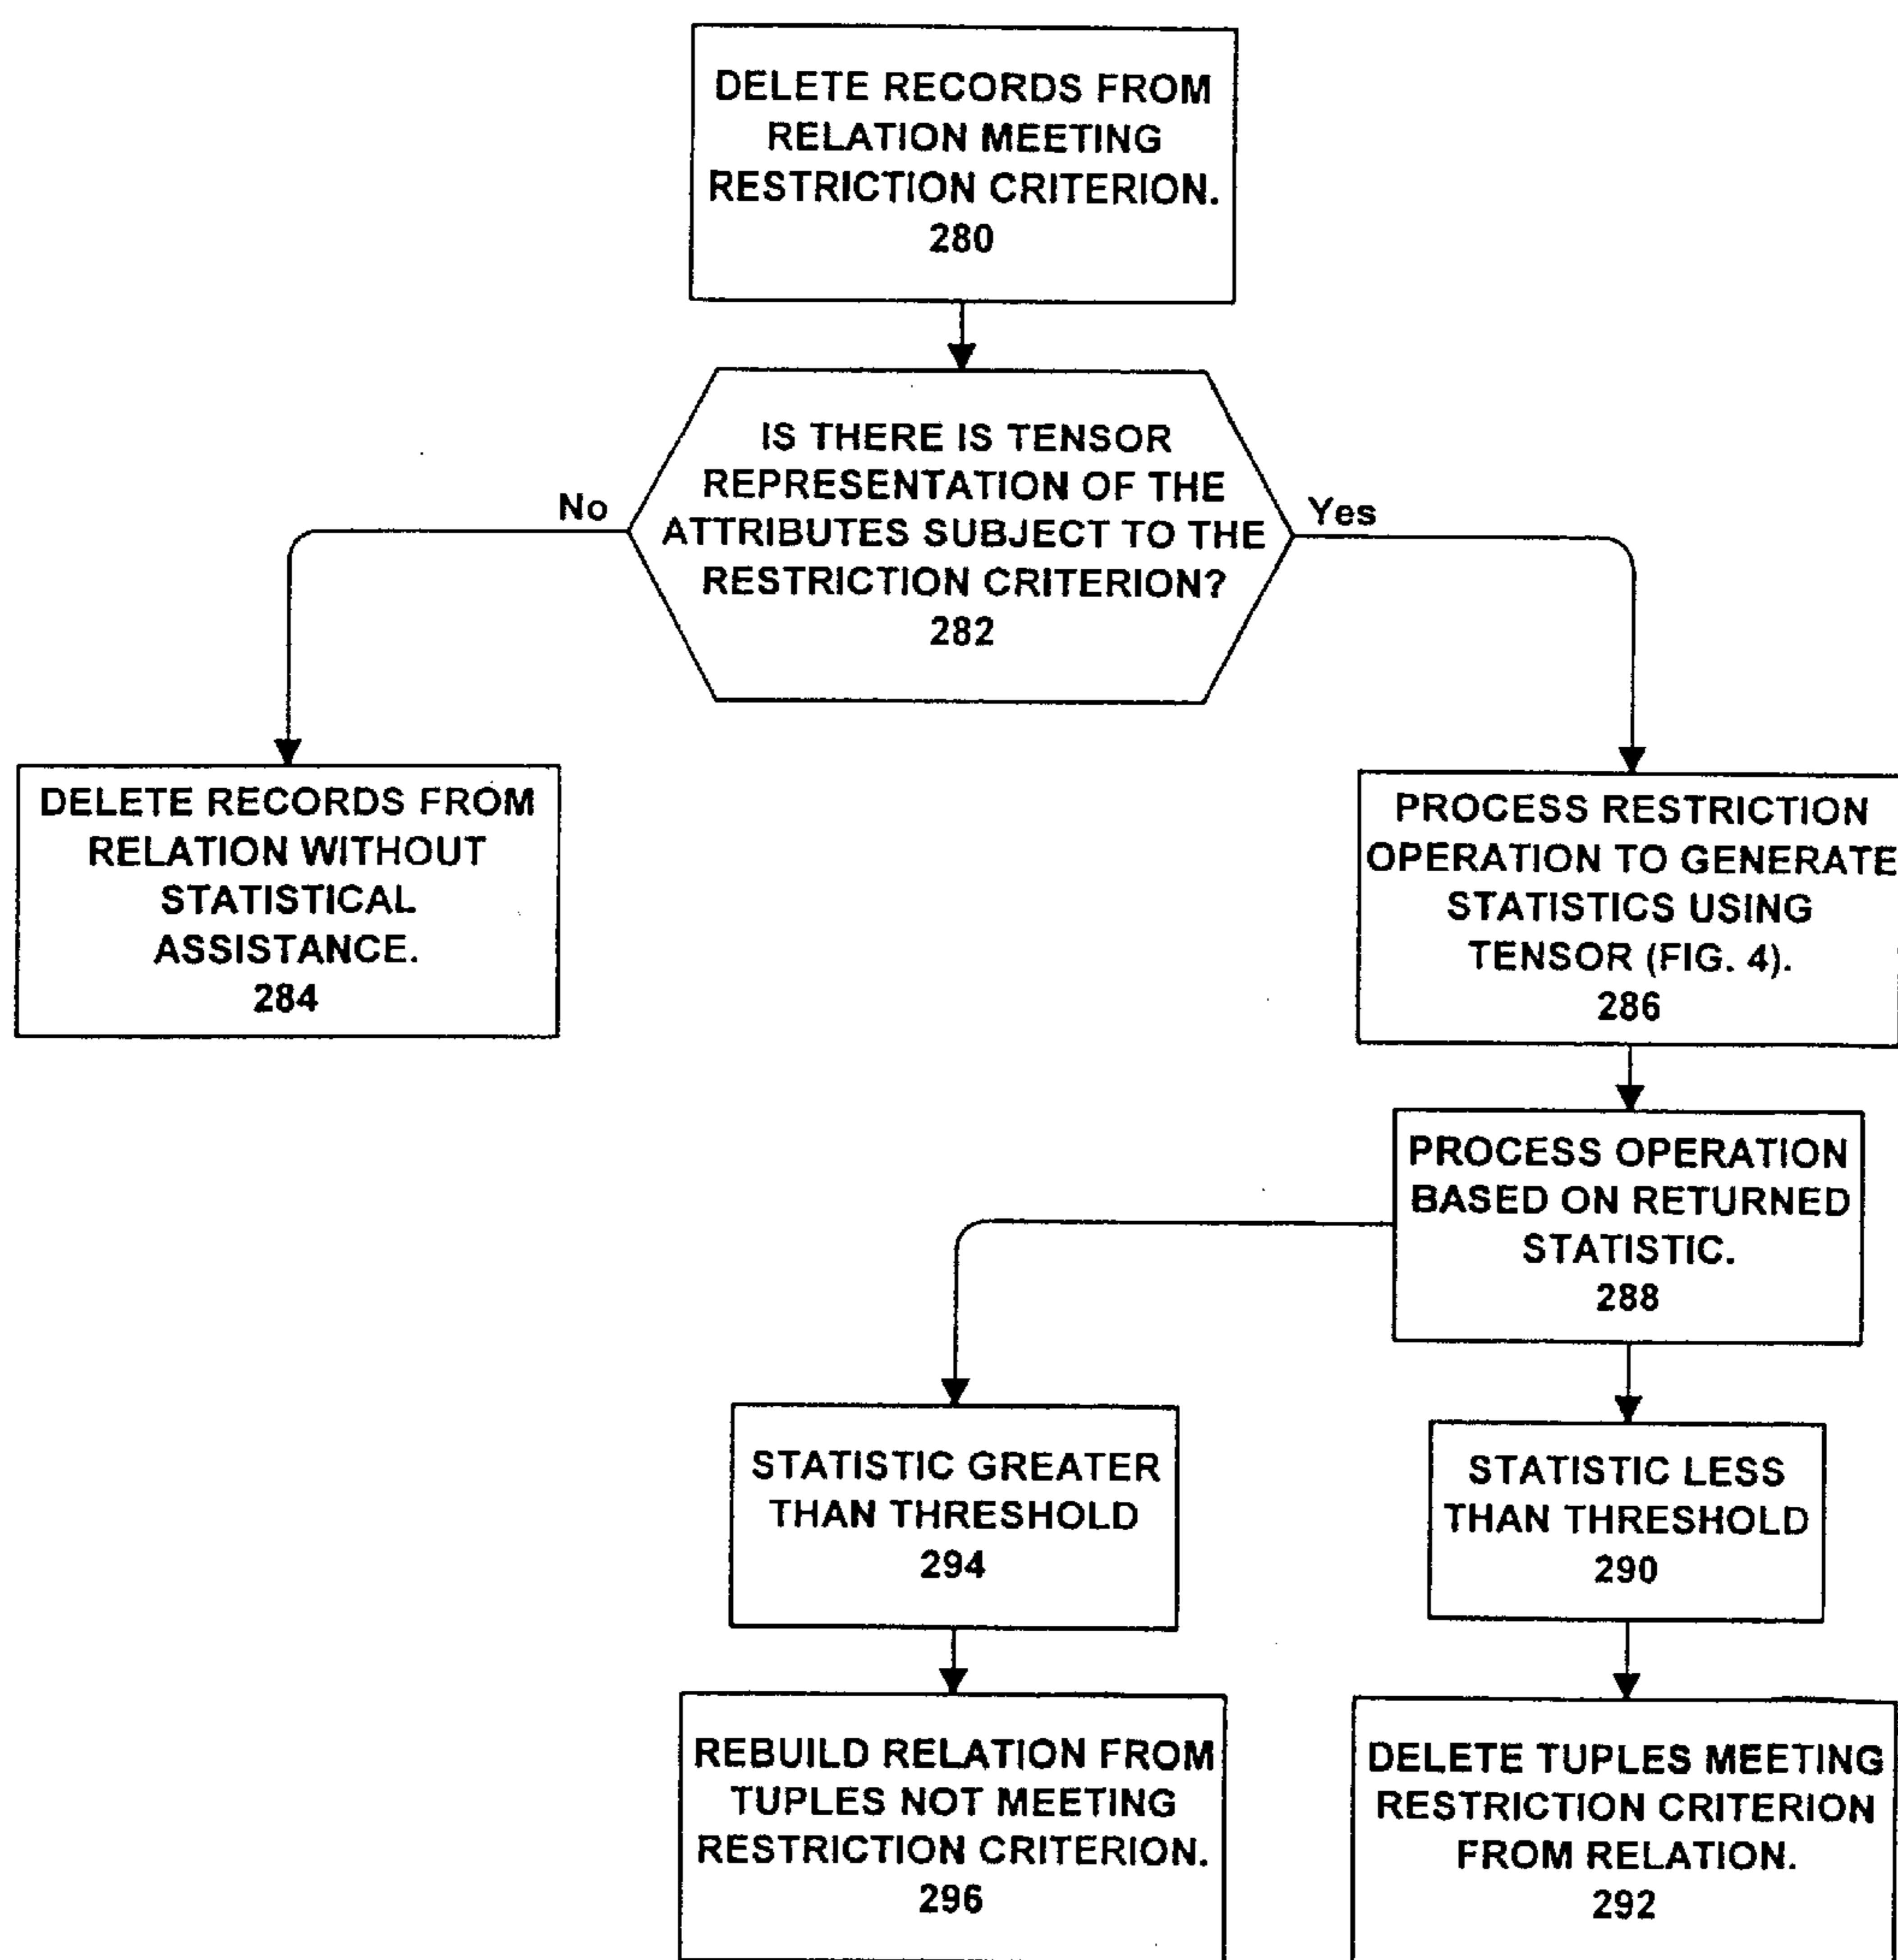 DELETE RECORDS FROM
RELATION MEETING
RESTRICTION CRITERION.
280
IS THERE IS TENSOR
REPRESENTATION OF THE
ATTRIBUTES SUBJECT TO THE
RESTRICTION CRITERION?
282
No
Yes
DELETE RECORDS FROM
RELATION WITHOUT
STATISTICAL
ASSISTANCE.
284
PROCESS RESTRICTION
OPERATION TO GENERATE
STATISTICS USING
TENSOR (FIG. 4).
286
PROCESS OPERATION
BASED ON RETURNED
STATISTIC.
288
STATISTIC GREATER
THAN THRESHOLD
294
STATISTIC LESS
THAN THRESHOLD
290
REBUILD RELATION FROM
TUPLES NOT MEETING
RESTRICTION CRITERION.
296
DELETE TUPLES MEETING
RESTRICTION CRITERION
FROM RELATION.
292